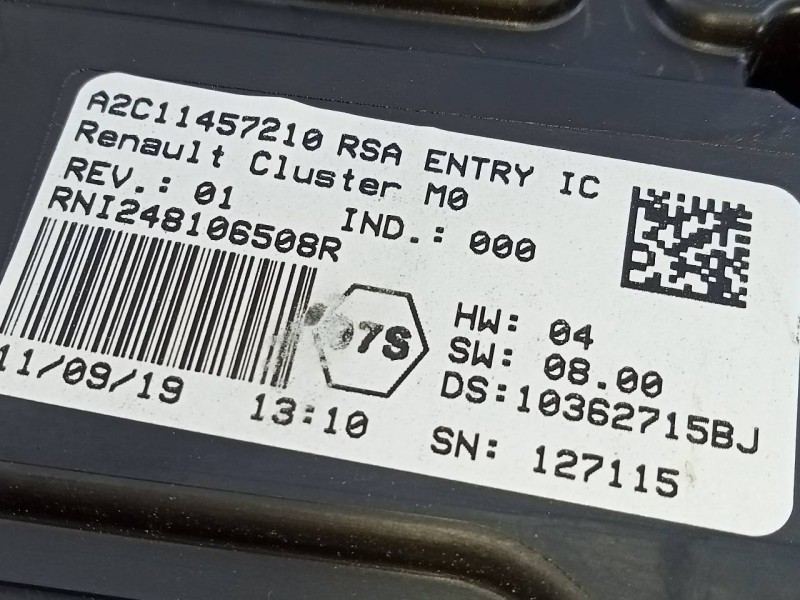 A2C11457210 RSA ENTRY IC
Renault Cluster M0
REV.: 01 IND.: 000
RNI248106508R
HW: 04
7S
SW: 08.00
11/09/19 13:10
DS:10362715BJ
SN: 127115